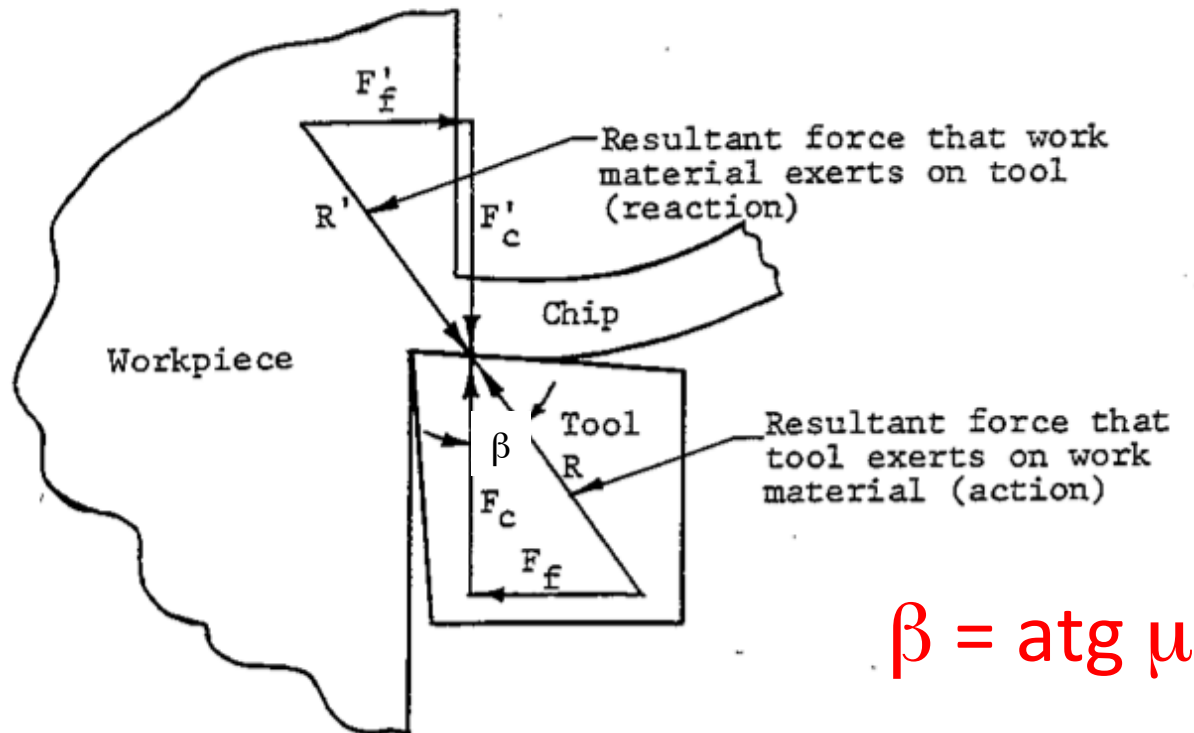 F'f
Resultant force that work
material exerts on tool
(reaction)
R'
F'c
Chip
Workpiece
β
Tool
R
Resultant force that
tool exerts on work
material (action)
Fc
Ff
β = atg μ